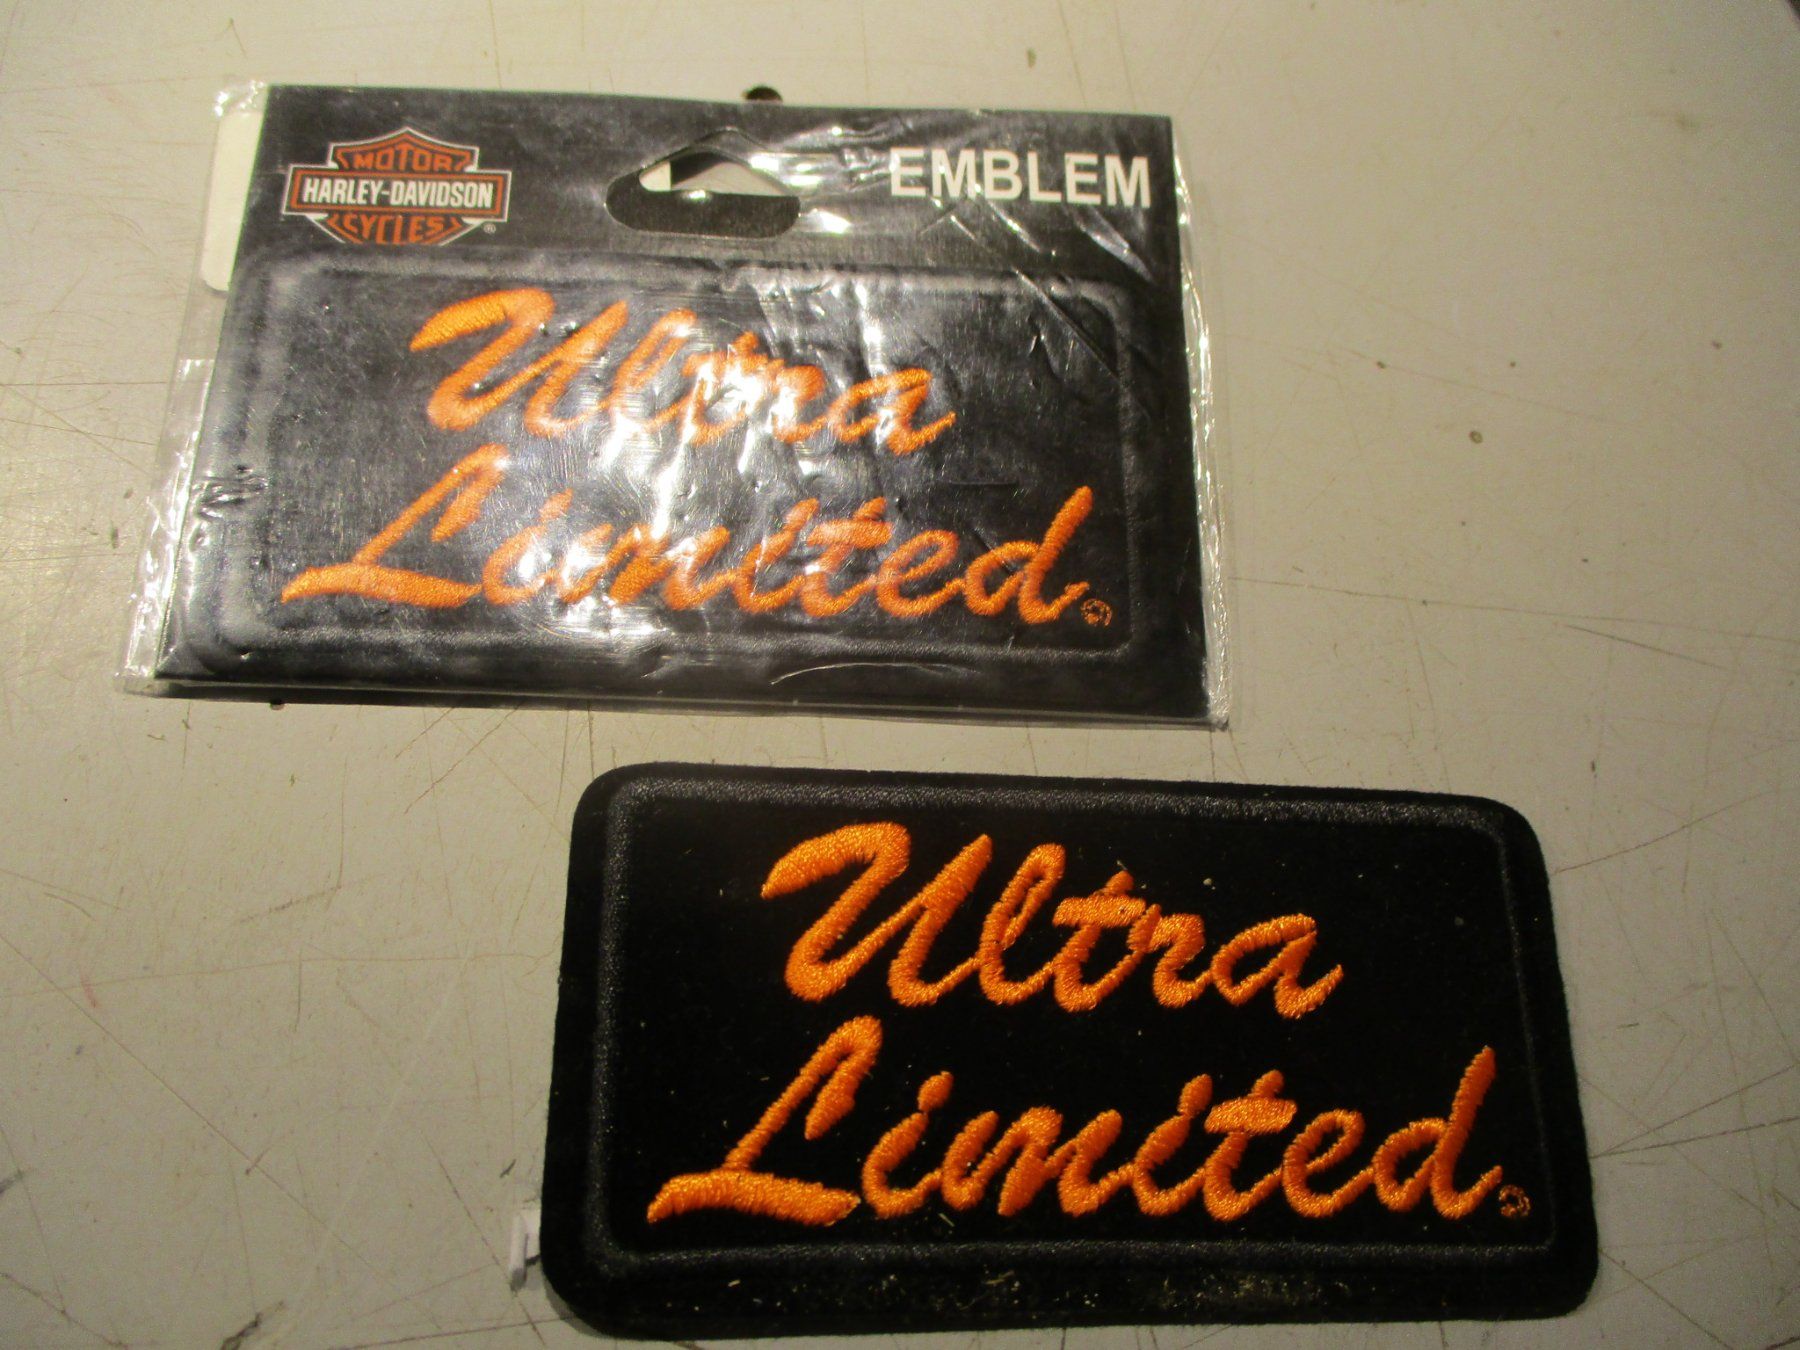 MOTOR
HARLEY-DAVIDSON
CYCLES
®
EMBLEM
Ultra
Limited®
Ultra
Limited®